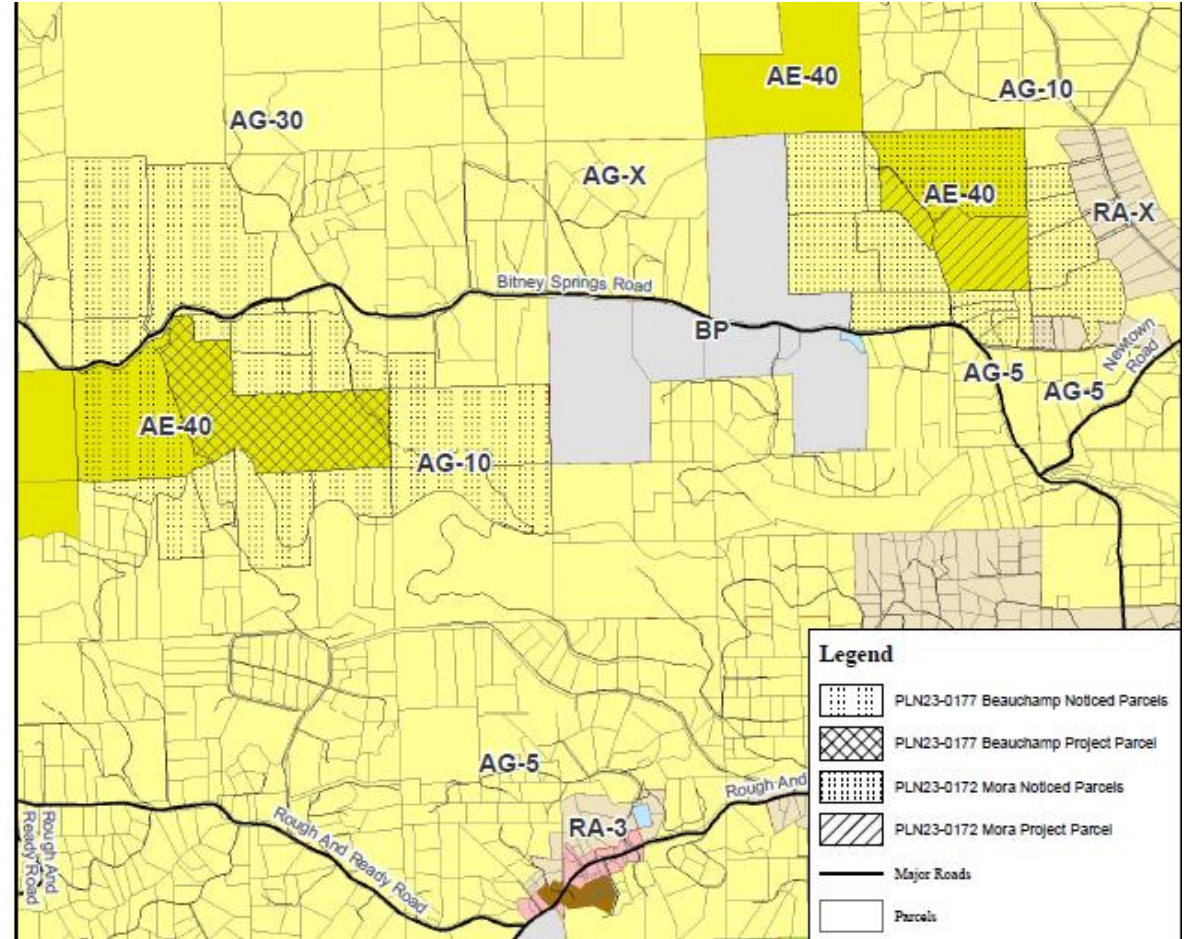 AE-40
AG-10
AG-30
AG-X
AE-40
RA-X
Bitney Springs Road
BP
Newtown
Road
AG-5
AG-5
AE-40
AG-10
Legend
PLN23-0177 Beauchamp Noticed Parcels
PLN23-0177 Beauchamp Project Parcel
PLN23-0172 Mora Noticed Parcels
PLN23-0172 Mora Project Parcel
Major Roads
Parcels
AG-5
Rough And
RA-3
Rough And Ready Road
Rough And
Ready Road